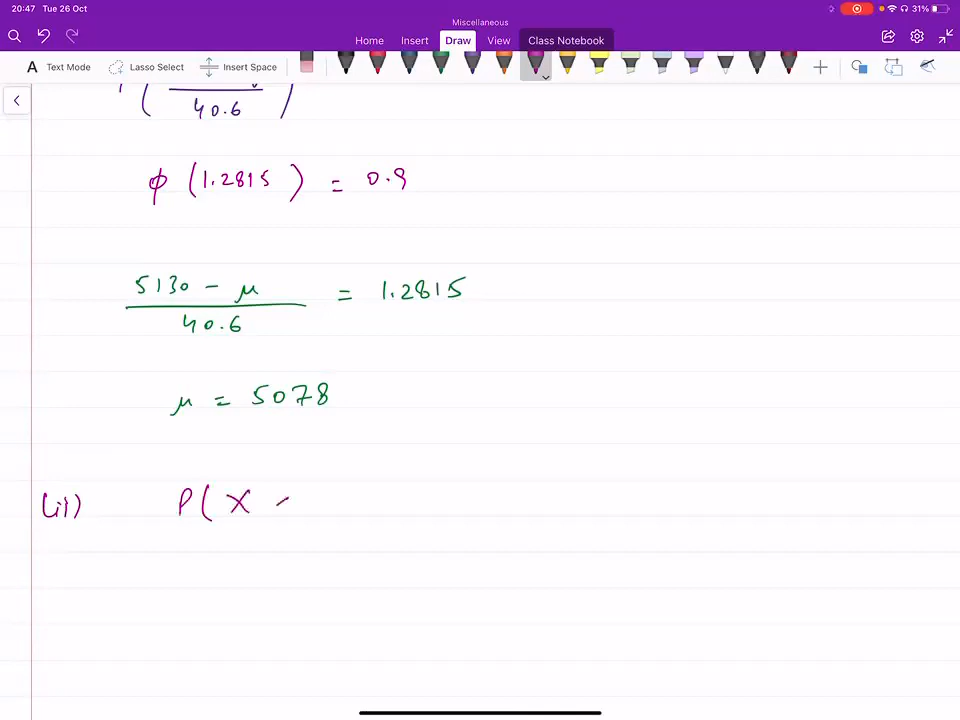 20:47 Tue 26 Oct
31%
Miscellaneous
Home Insert Draw View Class Notebook
A Text Mode Lasso Select Insert Space
40.6
φ (1.2815) = 0.9
5130 - μ
40.6
= 1.2815
μ = 5078
(ii) P( X <